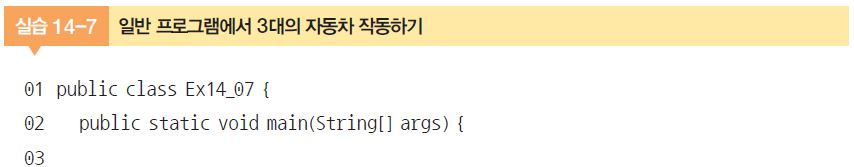 실습 14-7 일반 프로그램에서 3대의 자동차 작동하기
01 public class Ex14_07 {
02 public static void main(String[] args) {
03